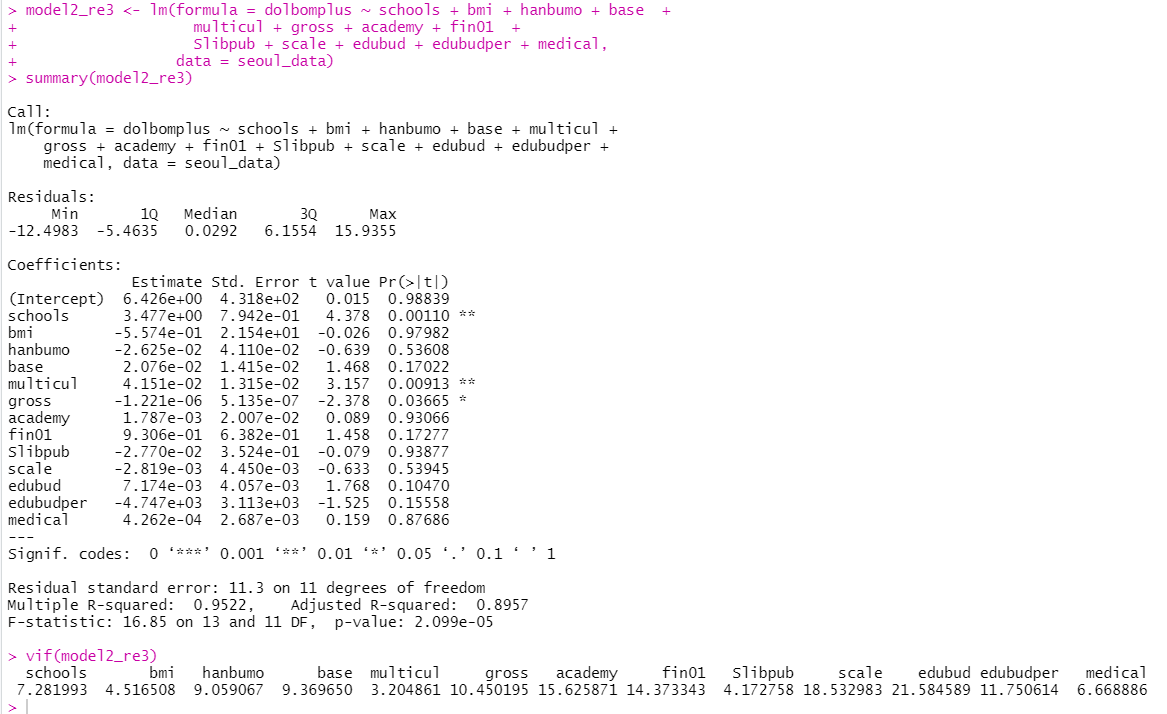 > model2_re3 <- lm(formula = dolbomplus ~ schools + bmi + hanbumo + base  +
+                    multicul + gross + academy + fin01  +
+                    Slibpub + scale + edubud + edubudper + medical,
+                  data = seoul_data)
> summary(model2_re3)

Call:
lm(formula = dolbomplus ~ schools + bmi + hanbumo + base + multicul +
    gross + academy + fin01 + Slibpub + scale + edubud + edubudper +
    medical, data = seoul_data)

Residuals:
     Min       1Q   Median       3Q      Max
-12.4983  -5.4635   0.0292   6.1554  15.9355

Coefficients:
              Estimate Std. Error t value Pr(>|t|)
(Intercept)  6.426e+00  4.318e+02   0.015  0.98839
schools      3.477e+00  7.942e-01   4.378  0.00110 **
bmi         -5.574e-01  2.154e+01  -0.026  0.97982
hanbumo     -2.625e-02  4.110e-02  -0.639  0.53608
base         2.076e-02  1.415e-02   1.468  0.17022
multicul     4.151e-02  1.315e-02   3.157  0.00913 **
gross       -1.221e-06  5.135e-07  -2.378  0.03665 *
academy      1.787e-03  2.007e-02   0.089  0.93066
fin01        9.306e-01  6.382e-01   1.458  0.17277
Slibpub     -2.770e-02  3.524e-01  -0.079  0.93877
scale       -2.819e-03  4.450e-03  -0.633  0.53945
edubud       7.174e-03  4.057e-03   1.768  0.10470
edubudper   -4.747e+03  3.113e+03  -1.525  0.15558
medical      4.262e-04  2.687e-03   0.159  0.87686
---
Signif. codes:  0 ‘***’ 0.001 ‘**’ 0.01 ‘*’ 0.05 ‘.’ 0.1 ‘ ’ 1

Residual standard error: 11.3 on 11 degrees of freedom
Multiple R-squared:  0.9522,    Adjusted R-squared:  0.8957
F-statistic: 16.85 on 13 and 11 DF,  p-value: 2.099e-05

> vif(model2_re3)
  schools       bmi   hanbumo      base  multicul     gross   academy     fin01   Slibpub     scale    edubud edubudper   medical
 7.281993  4.516508  9.059067  9.369650  3.204861 10.450195 15.625871 14.373343  4.172758 18.532983 21.584589 11.750614  6.668886
>